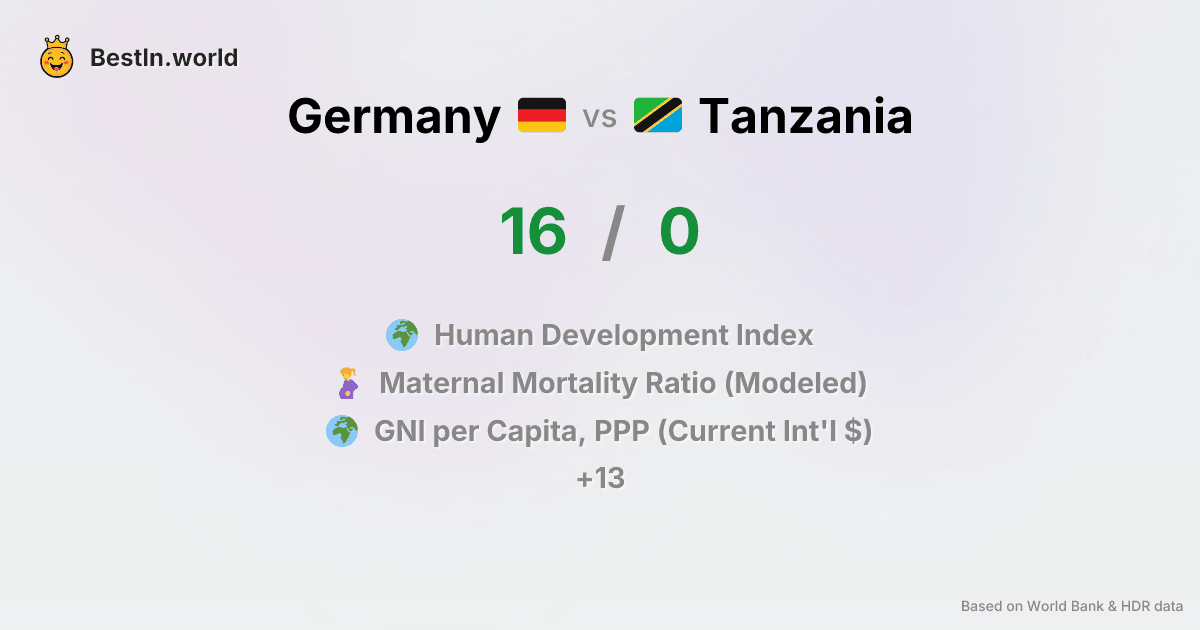 BestIn.world
Germany vs Tanzania
16 / 0
Human Development Index
Maternal Mortality Ratio (Modeled)
GNI per Capita, PPP (Current Int'l $)
+13
Based on World Bank & HDR data